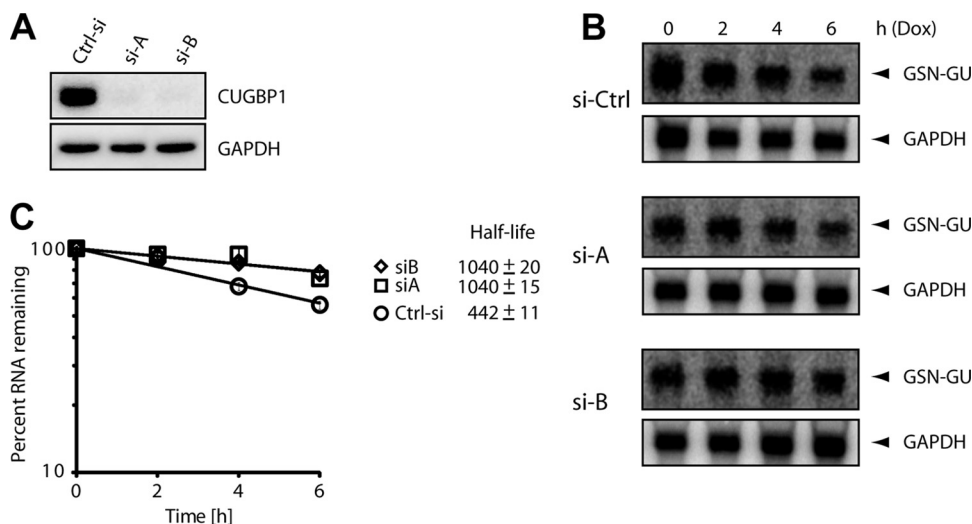 A
Ctrl-si si-A si-B
CUGBP1
GAPDH
B
0 2 4 6 h (Dox)
si-Ctrl
GSN-GU
GAPDH
si-A
GSN-GU
GAPDH
si-B
GSN-GU
GAPDH
C
Percent RNA remaining
100
10
0 2 4 6
Time [h]
Half-life
siB 1040 ± 20
siA 1040 ± 15
Ctrl-si 442 ± 11